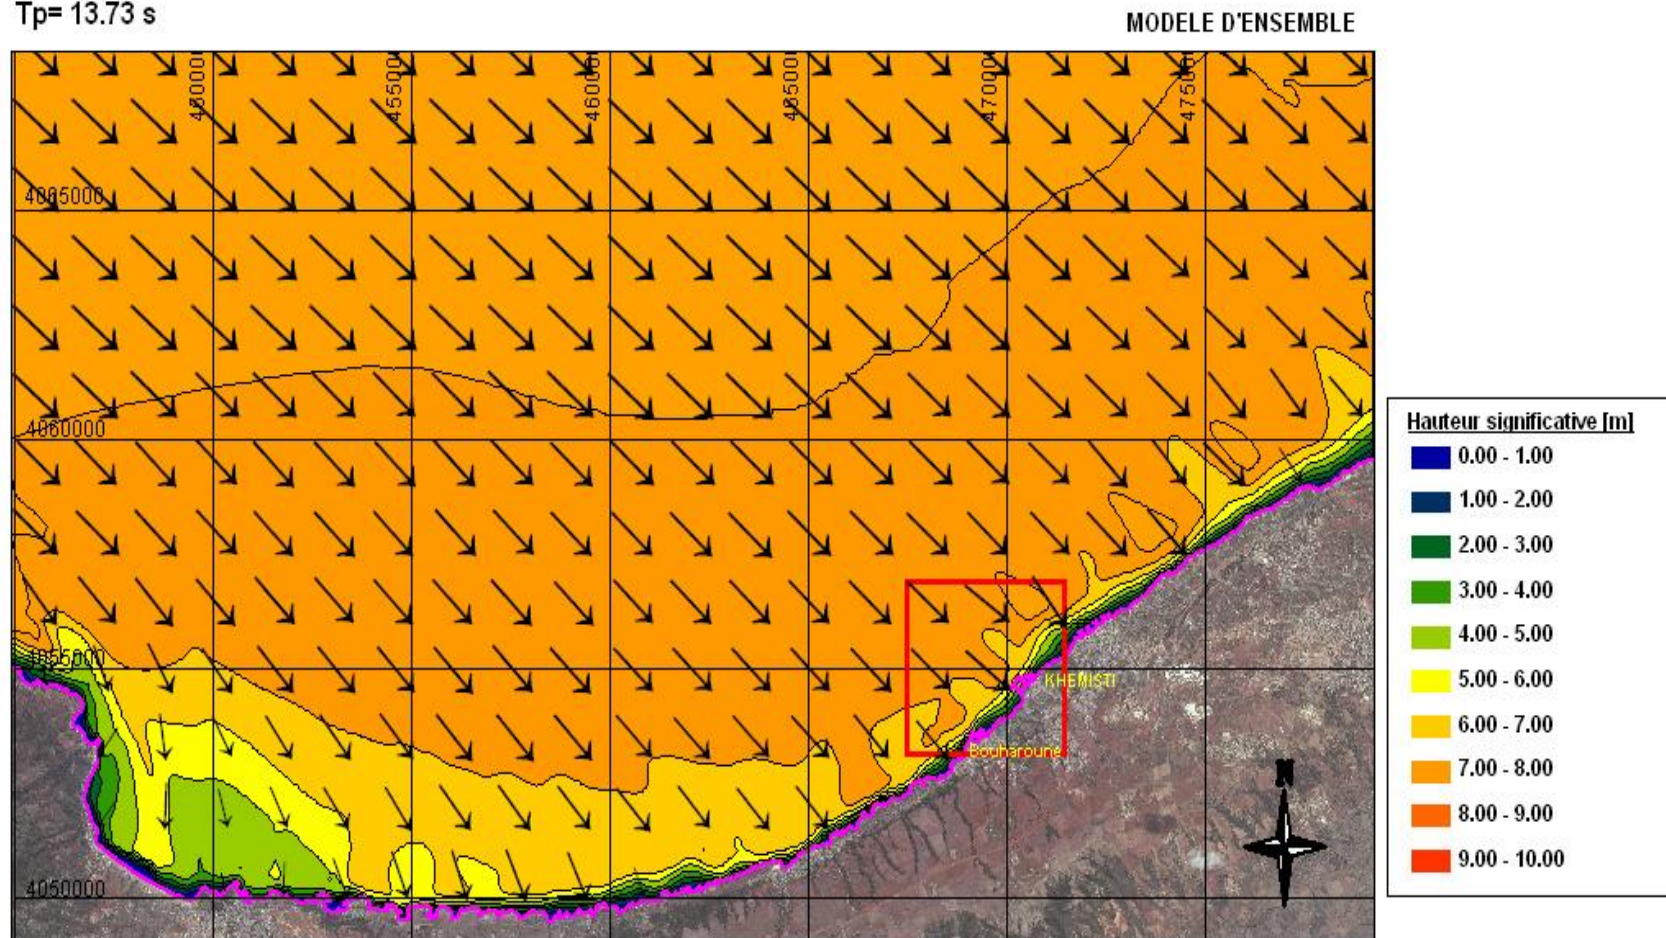 Tp= 13.73 s
MODELE D'ENSEMBLE
450000
455000
460000
465000
470000
475000
4065000
4060000
4055000
4050000
KHEMISTI
Bouharoune
N
Hauteur significative [m]
0.00 - 1.00
1.00 - 2.00
2.00 - 3.00
3.00 - 4.00
4.00 - 5.00
5.00 - 6.00
6.00 - 7.00
7.00 - 8.00
8.00 - 9.00
9.00 - 10.00